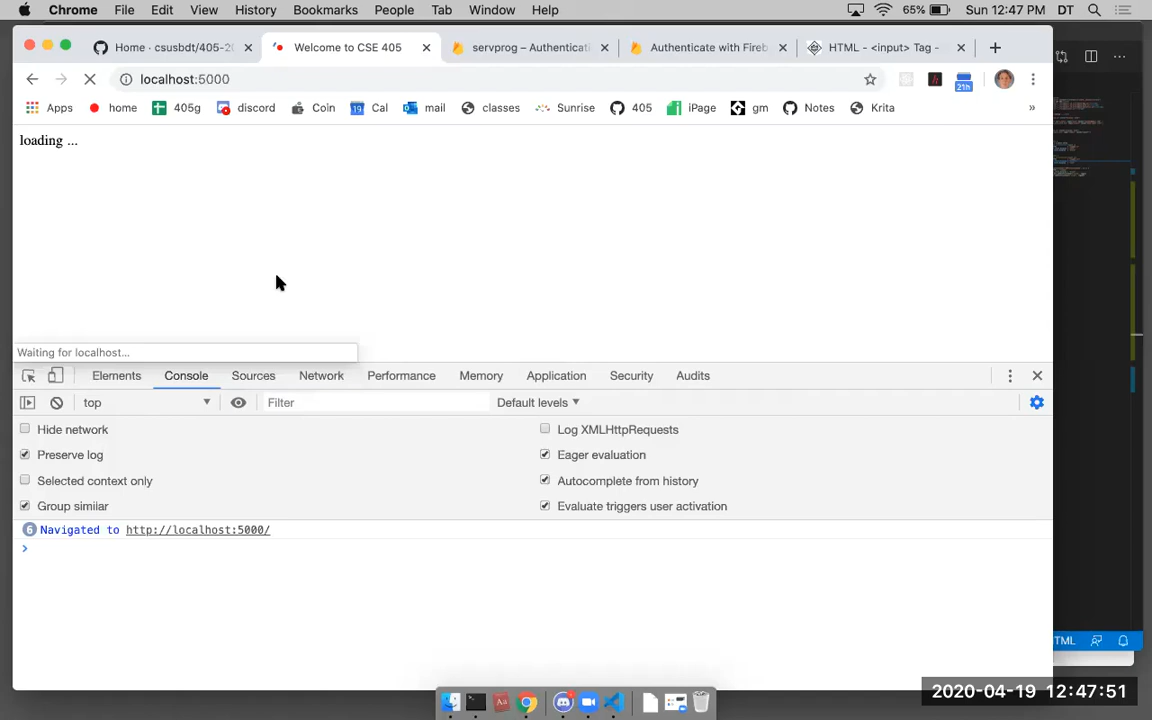 Chrome File Edit View History Bookmarks People Tab Window Help 65% Sun 12:47 PM DT
Home · csusbdt/405-20 Welcome to CSE 405 servprog – Authenticati Authenticate with Fireb HTML - <input> Tag -
localhost:5000
Apps home 405g discord Coin 19 Cal mail classes Sunrise 405 iPage gm Notes Krita »
21h
loading ...
Waiting for localhost...
Elements Console Sources Network Performance Memory Application Security Audits
top Filter Default levels
Hide network Log XMLHttpRequests
Preserve log Eager evaluation
Selected context only Autocomplete from history
Group similar Evaluate triggers user activation
6 Navigated to http://localhost:5000/
>
TML
2020-04-19 12:47:51